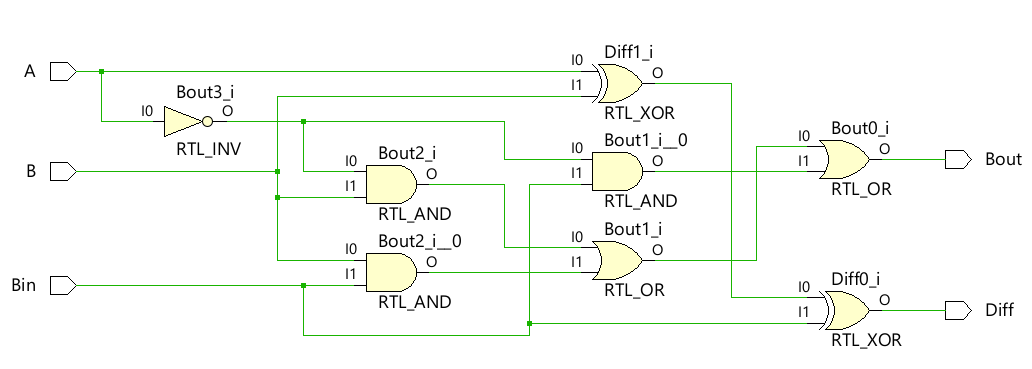 Diff1_i
I0
O
A
I1
RTL_XOR
Bout3_i
I0
O
RTL_INV
Bout1_i__0
I0
O
I1
RTL_AND
Bout0_i
I0
O
Bout
I1
RTL_OR
B
Bout2_i
I0
O
I1
RTL_AND
Bout1_i
I0
O
I1
RTL_OR
Bout2_i__0
I0
O
I1
RTL_AND
Bin
Diff0_i
I0
O
Diff
I1
RTL_XOR